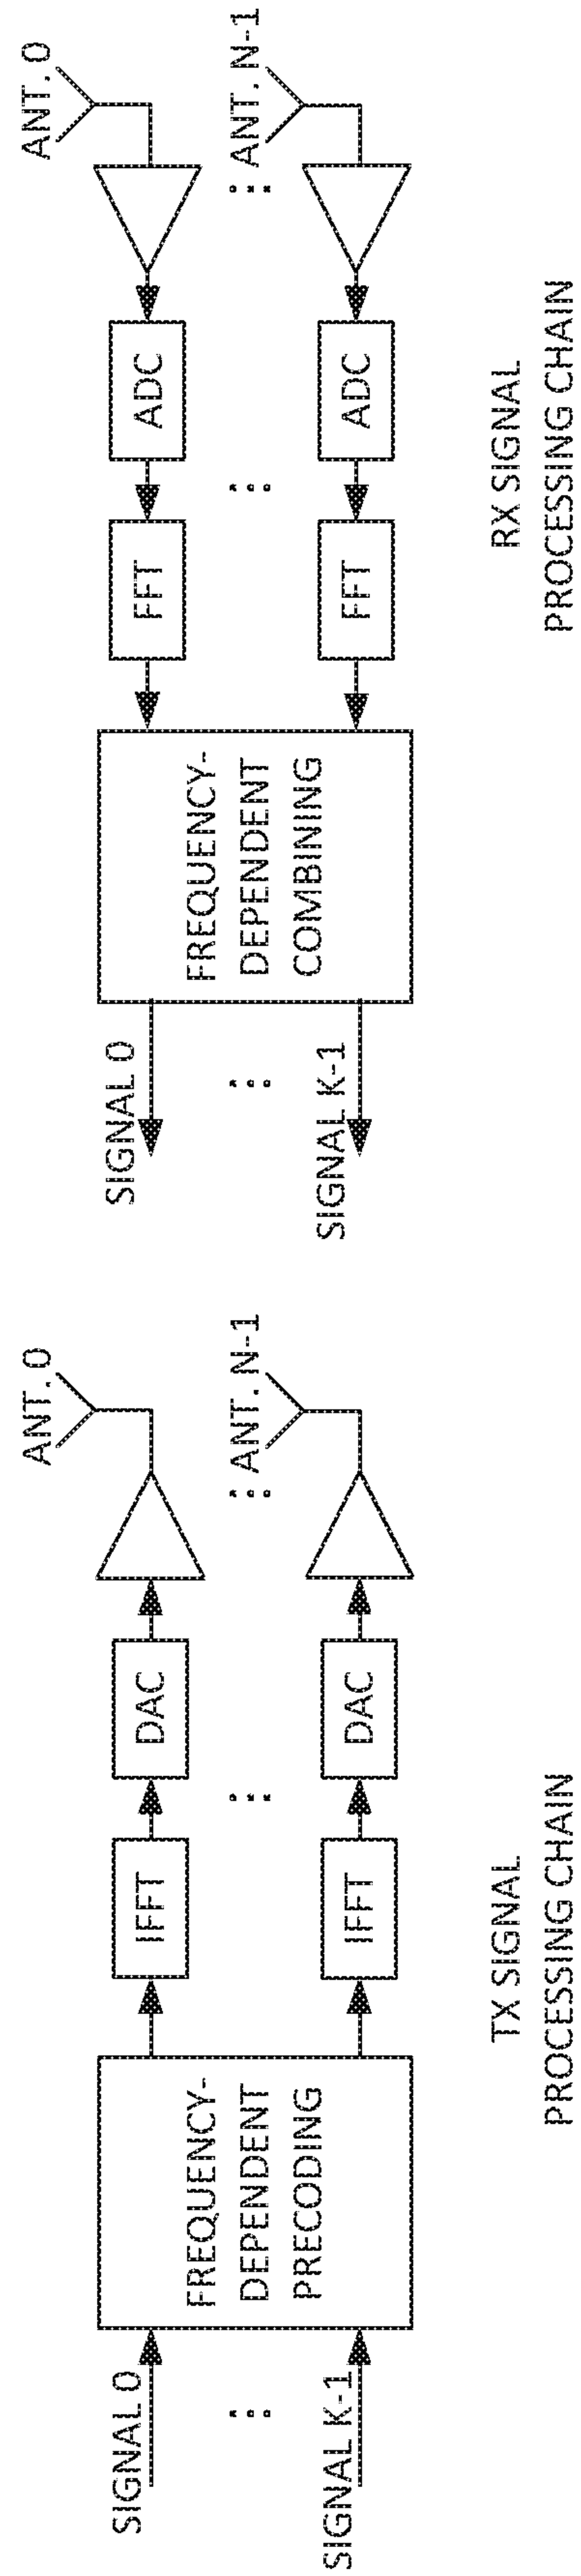 SIGNAL 0
SIGNAL K-1
FREQUENCY-
DEPENDENT
PRECODING
IFFT
IFFT
DAC
DAC
ANT. 0
ANT. N-1
TX SIGNAL
PROCESSING CHAIN
SIGNAL 0
SIGNAL K-1
FREQUENCY-
DEPENDENT
COMBINING
FFT
FFT
ADC
ADC
ANT. 0
ANT. N-1
RX SIGNAL
PROCESSING CHAIN